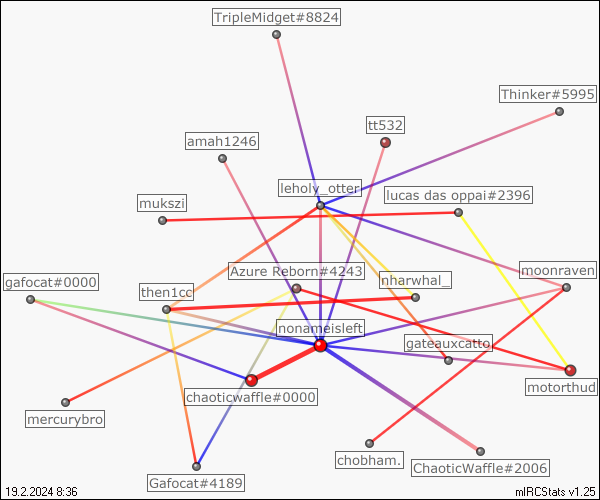 TripleMidget#8824
Thinker#5995
tt532
amah1246
leholy_otter
lucas das oppai#2396
mukszi
Azure Reborn#4243
moonraven
gafocat#0000
nharwhal_
then1cc
nonameisleft
gateauxcatto
motorthud
chaoticwaffle#0000
mercurybro
chobham.
ChaoticWaffle#2006
Gafocat#4189
19.2.2024 8:36
mIRCStats v1.25